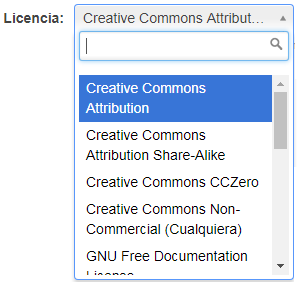 Licencia: Creative Commons Attribut...
Creative Commons
Attribution
Creative Commons
Attribution Share-Alike
Creative Commons CCZero
Creative Commons Non-
Commercial (Cualquiera)
GNU Free Documentation
License